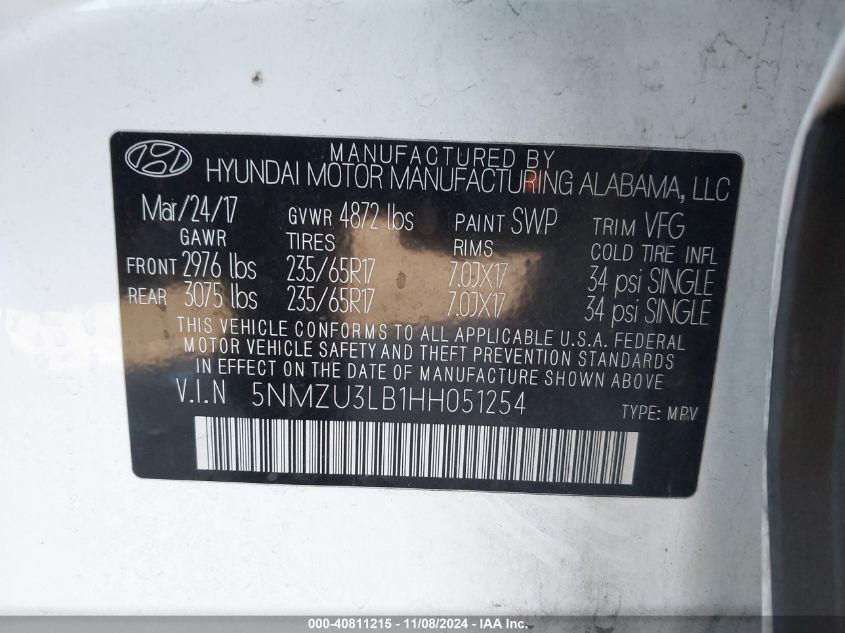 MANUFACTURED BY
HYUNDAI MOTOR MANUFACTURING ALABAMA, LLC
Mar/24/17 GVWR 4872 lbs PAINT SWP TRIM VFG
GAWR TIRES RIMS COLD TIRE INFL
FRONT 2976 lbs 235/65R17 7.0JX17 34 psi SINGLE
REAR 3075 lbs 235/65R17 7.0JX17 34 psi SINGLE
THIS VEHICLE CONFORMS TO ALL APPLICABLE U.S.A. FEDERAL
MOTOR VEHICLE SAFETY AND THEFT PREVENTION STANDARDS
IN EFFECT ON THE DATE OF MANUFACTURE SHOWN ABOVE.
V.I.N 5NMZU3LB1HH051254 TYPE: MPV
000-40811215 - 11/08/2024 - IAA Inc.